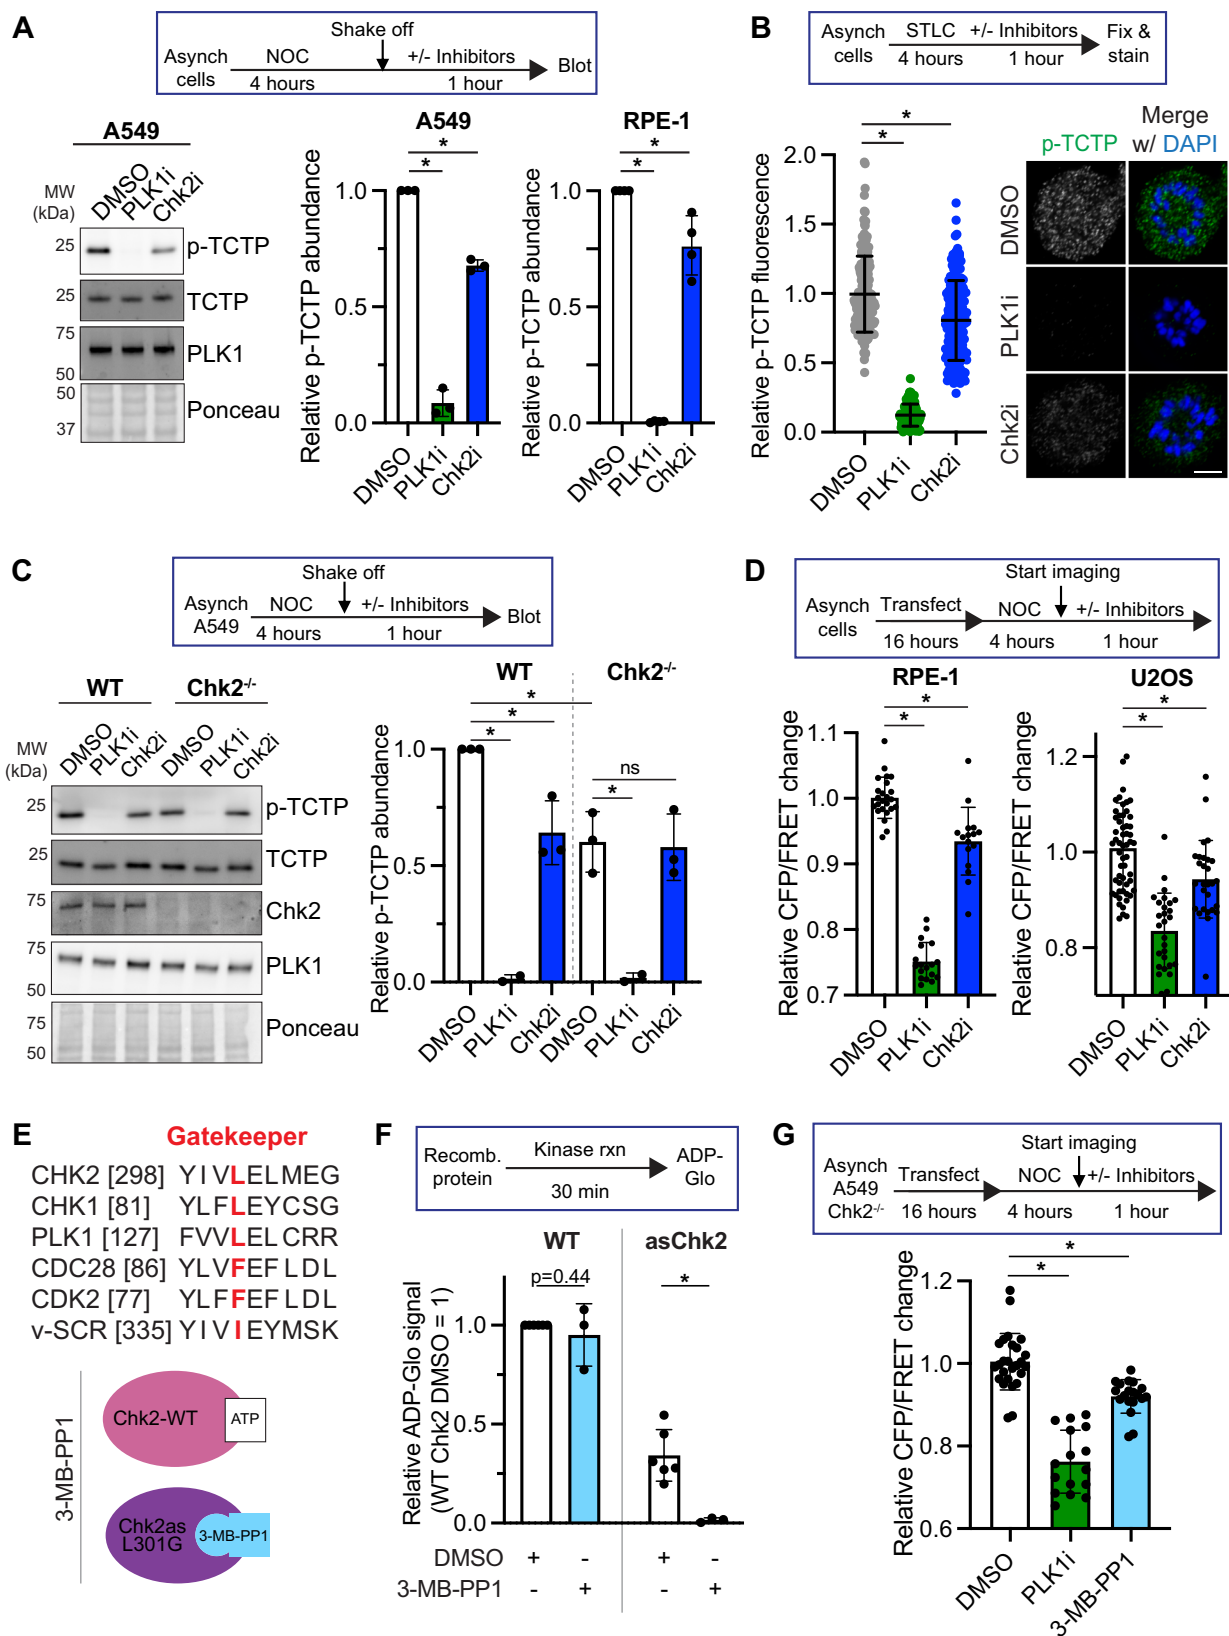 A
Shake off
Asynch cells
NOC
+/- Inhibitors
Blot
4 hours
1 hour
A549
MW (kDa)
DMSO
PLK1i
Chk2i
25
p-TCTP
25
TCTP
75
PLK1
50
50
Ponceau
37
A549
Relative p-TCTP abundance
1.0
0.5
0.0
*
*
DMSO
PLK1i
Chk2i
RPE-1
Relative p-TCTP abundance
1.0
0.5
0.0
*
*
DMSO
PLK1i
Chk2i
B
Asynch cells
STLC
+/- Inhibitors
Fix & stain
4 hours
1 hour
Relative p-TCTP fluorescence
2.0
1.5
1.0
0.5
0.0
*
*
DMSO
PLK1i
Chk2i
p-TCTP
Merge w/ DAPI
DMSO
PLK1i
Chk2i
C
Shake off
Asynch A549
NOC
+/- Inhibitors
Blot
4 hours
1 hour
WT
Chk2-/-
MW (kDa)
DMSO
PLK1i
Chk2i
DMSO
PLK1i
Chk2i
25
p-TCTP
25
TCTP
75
Chk2
75
PLK1
50
75
Ponceau
50
WT
Chk2-/-
Relative p-TCTP abundance
1.0
0.5
0.0
*
*
*
ns
*
DMSO
PLK1i
Chk2i
DMSO
PLK1i
Chk2i
D
Start imaging
Asynch cells
Transfect
NOC
+/- Inhibitors
16 hours
4 hours
1 hour
RPE-1
Relative CFP/FRET change
1.1
1.0
0.9
0.8
0.7
*
*
DMSO
PLK1i
Chk2i
U2OS
Relative CFP/FRET change
1.2
1.0
0.8
*
*
DMSO
PLK1i
Chk2i
E
Gatekeeper
CHK2 [298] YIVLELMEG
CHK1 [81] YLFLEYCSG
PLK1 [127] FVVLELCRR
CDC28 [86] YLVFEFLDL
CDK2 [77] YLFFEFLDL
v-SCR [335] YIVIEYMSK
3-MB-PP1
Chk2-WT
ATP
Chk2as L301G
3-MB-PP1
F
Recomb. protein
Kinase rxn
ADP-Glo
30 min
WT
asChk2
Relative ADP-Glo signal
(WT Chk2 DMSO = 1)
1.0
0.5
0.0
p=0.44
*
DMSO + - + -
3-MB-PP1 - + - +
G
Start imaging
Asynch A549 Chk2-/-
Transfect
NOC
+/- Inhibitors
16 hours
4 hours
1 hour
Relative CFP/FRET change
1.2
1.0
0.8
0.6
*
*
DMSO
PLK1i
3-MB-PP1